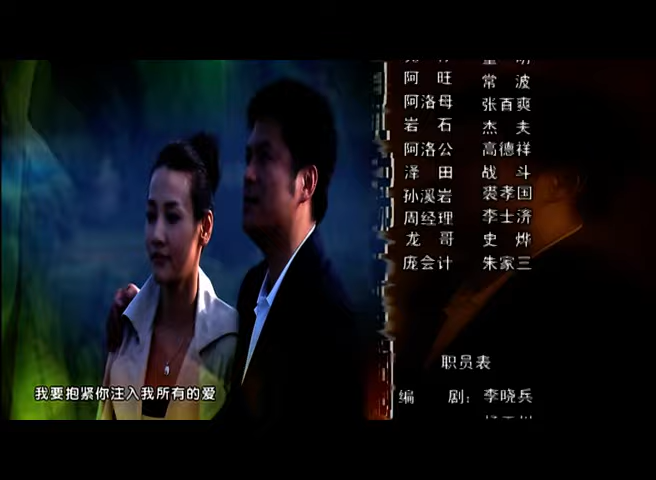 阿旺 常波
阿洛母 张百爽
岩石 杰夫
阿洛公 高德祥
泽田 战斗
孙溪岩 裘孝国
周经理 李士济
龙哥 史烨
庞会计 朱家三
职员表
编剧：李晓兵
我要抱紧你注入我所有的爱